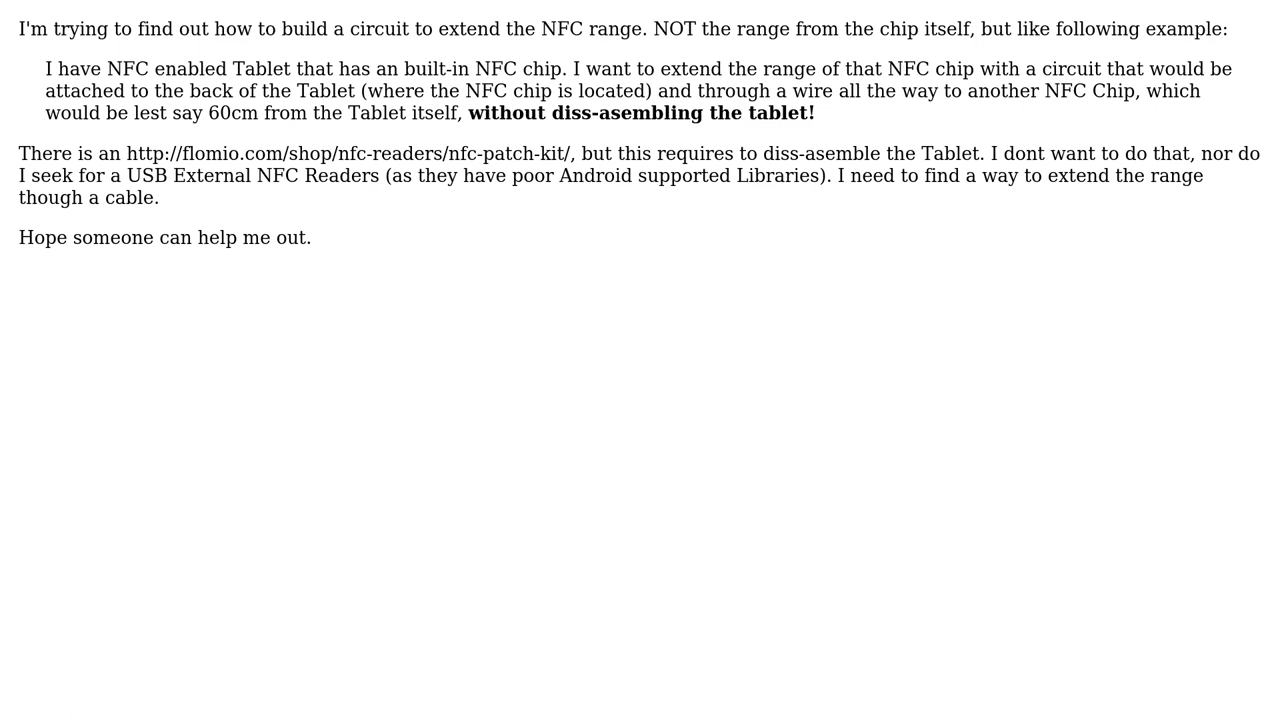 I'm trying to find out how to build a circuit to extend the NFC range. NOT the range from the chip itself, but like following example:
I have NFC enabled Tablet that has an built-in NFC chip. I want to extend the range of that NFC chip with a circuit that would be
attached to the back of the Tablet (where the NFC chip is located) and through a wire all the way to another NFC Chip, which
would be lest say 60cm from the Tablet itself, without diss-asembling the tablet!
There is an http://flomio.com/shop/nfc-readers/nfc-patch-kit/, but this requires to diss-asemble the Tablet. I dont want to do that, nor do
I seek for a USB External NFC Readers (as they have poor Android supported Libraries). I need to find a way to extend the range
though a cable.
Hope someone can help me out.